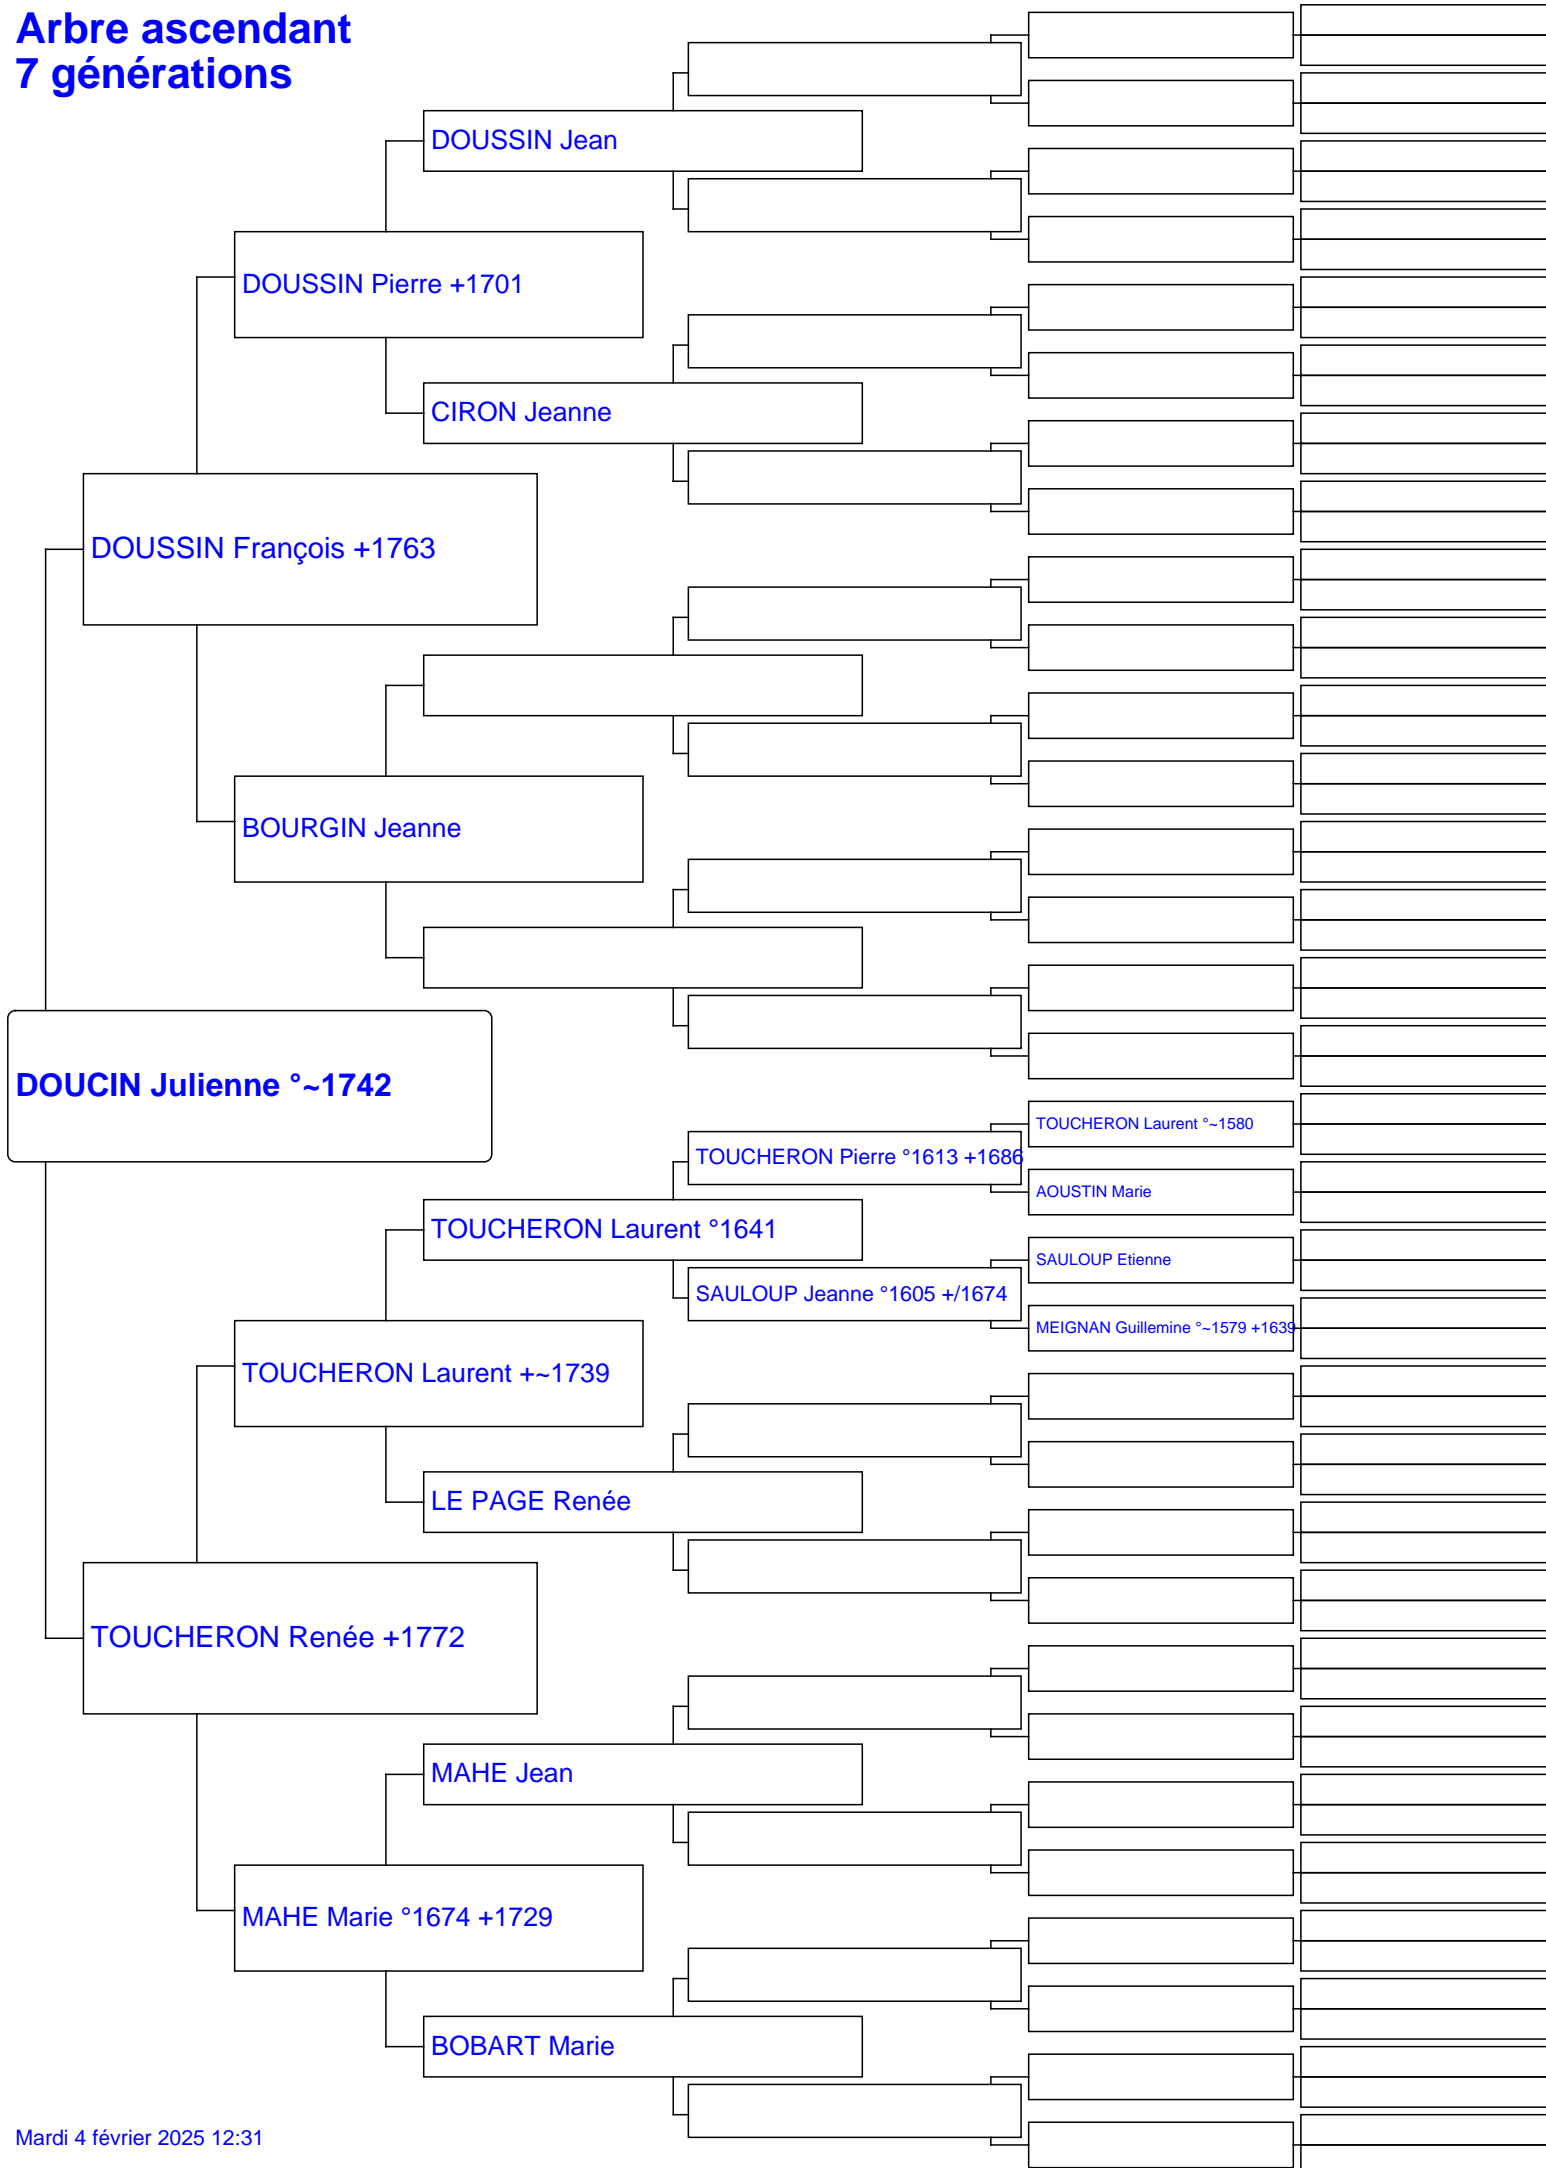 Arbre ascendant
7 générations
DOUSSIN Jean
DOUSSIN Pierre +1701
CIRON Jeanne
DOUSSIN François +1763
BOURGIN Jeanne
DOUCIN Julienne °~1742
TOUCHERON Laurent °~1580
TOUCHERON Pierre °1613 +1686
AOUSTIN Marie
TOUCHERON Laurent °1641
SAULOUP Etienne
SAULOUP Jeanne °1605 +/1674
MEIGNAN Guillemine °~1579 +1639
TOUCHERON Laurent +~1739
LE PAGE Renée
TOUCHERON Renée +1772
MAHE Jean
MAHE Marie °1674 +1729
BOBART Marie
Mardi 4 février 2025 12:31